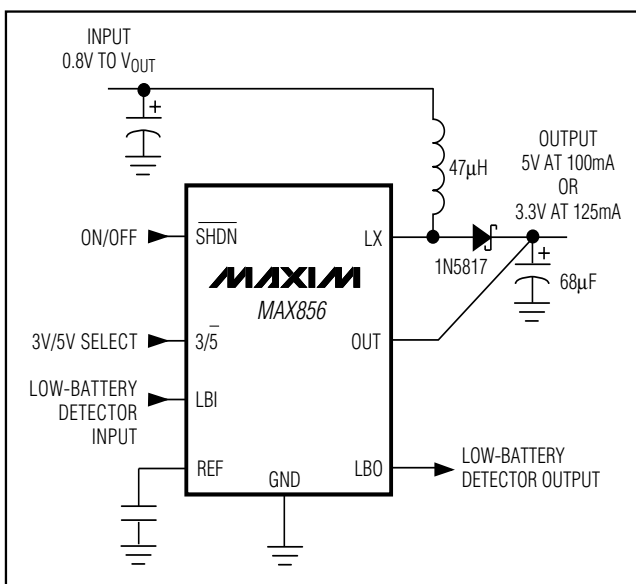 INPUT
0.8V TO VOUT
+
47µH
OUTPUT
5V AT 100mA
OR
3.3V AT 125mA
ON/OFF
SHDN
LX
1N5817
+
68µF
MAXIM
MAX856
3V/5V SELECT
3/5
OUT
LOW-BATTERY
DETECTOR
INPUT
LBI
REF
GND
LBO
LOW-BATTERY
DETECTOR OUTPUT